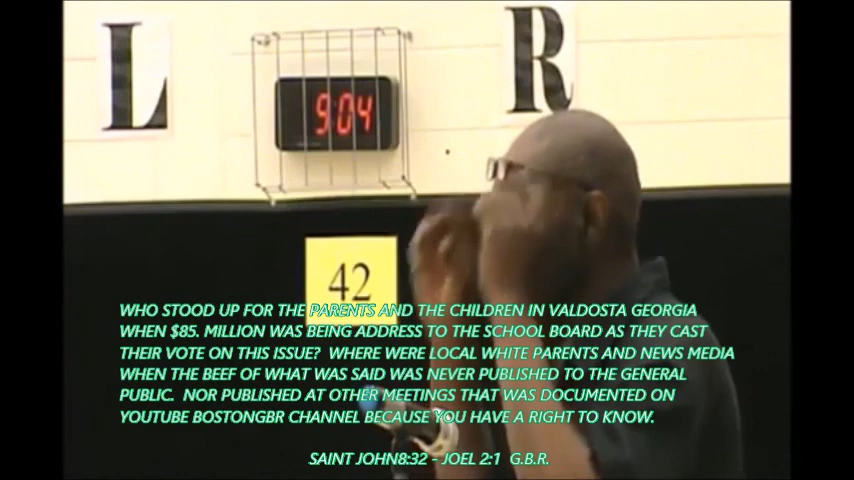 L R
9:04
42
WHO STOOD UP FOR THE PARENTS AND THE CHILDREN IN VALDOSTA GEORGIA
WHEN $85. MILLION WAS BEING ADDRESS TO THE SCHOOL BOARD AS THEY CAST
THEIR VOTE ON THIS ISSUE? WHERE WERE LOCAL WHITE PARENTS AND NEWS MEDIA
WHEN THE BEEF OF WHAT WAS SAID WAS NEVER PUBLISHED TO THE GENERAL
PUBLIC. NOR PUBLISHED AT OTHER MEETINGS THAT WAS DOCUMENTED ON
YOUTUBE BOSTONGBR CHANNEL BECAUSE YOU HAVE A RIGHT TO KNOW.
SAINT JOHN8:32 - JOEL 2:1 G.B.R.